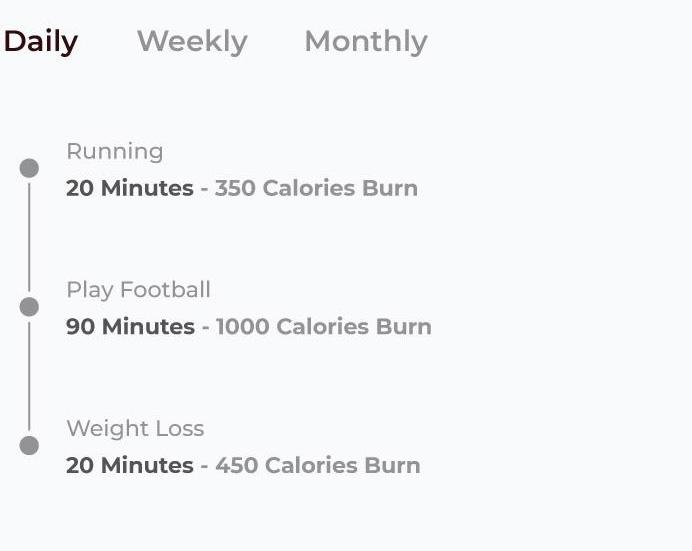 Daily Weekly Monthly
Running
20 Minutes - 350 Calories Burn
Play Football
90 Minutes - 1000 Calories Burn
Weight Loss
20 Minutes - 450 Calories Burn